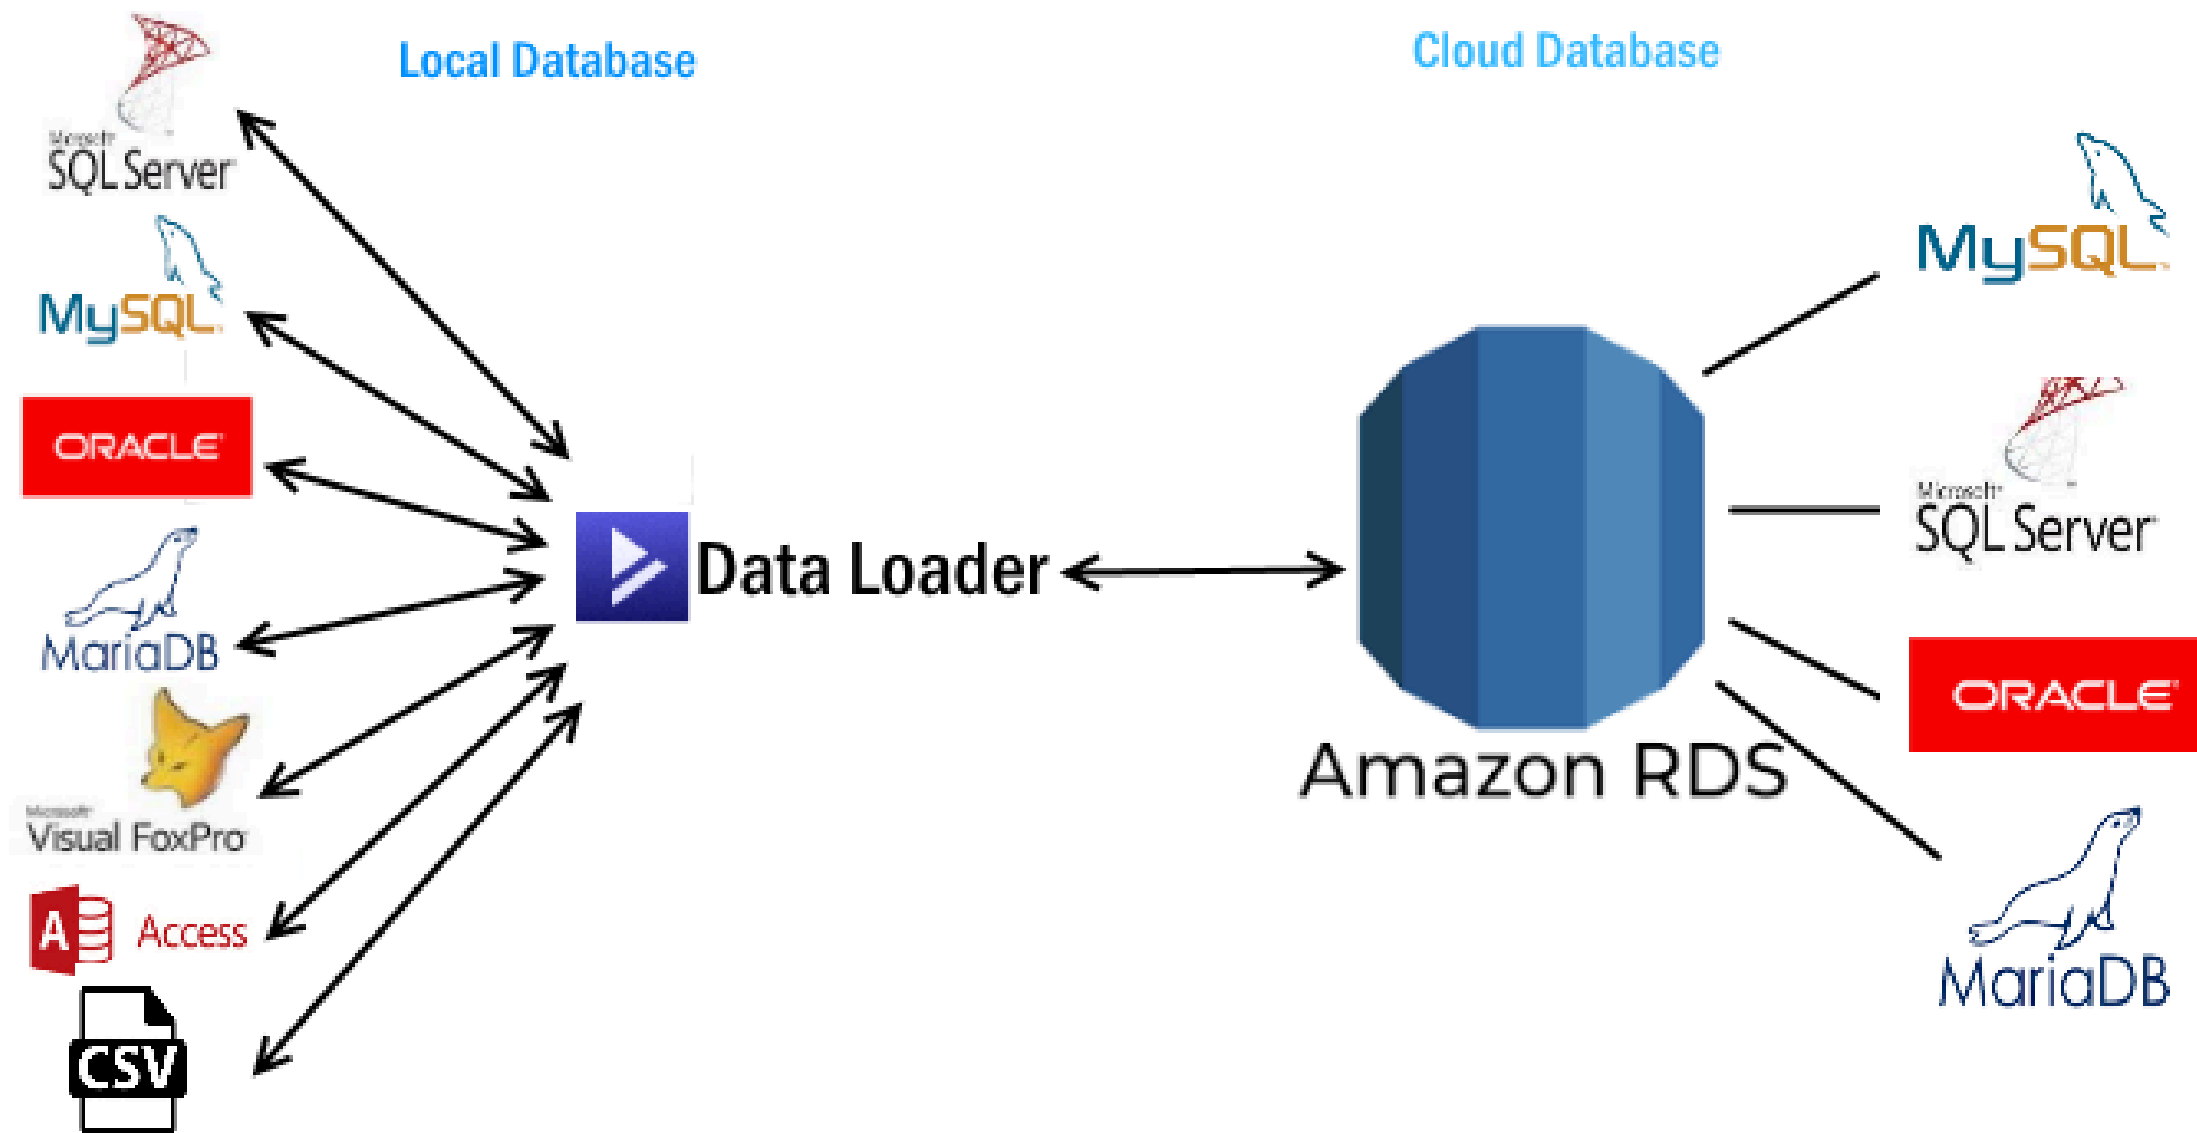 Local Database
Cloud Database
Microsoft
SQL Server
MySQL
ORACLE
MariaDB
Microsoft
Visual FoxPro
A Access
CSV
Data Loader
Amazon RDS
MySQL
Microsoft
SQL Server
ORACLE
MariaDB